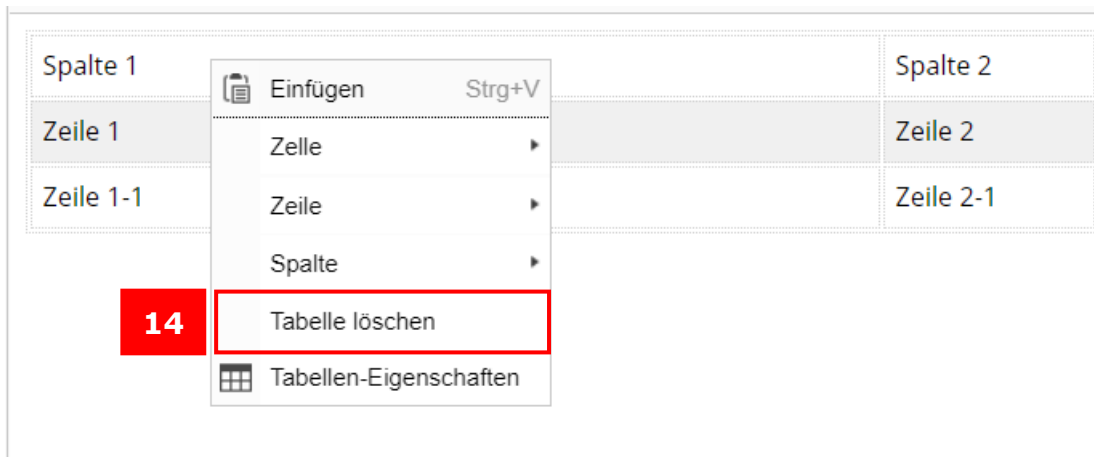 Spalte 1 Spalte 2
Einfügen Strg+V
Zeile 1 Zeile 2
Zelle
Zeile 1-1 Zeile 2-1
Zeile
Spalte
14 Tabelle löschen
Tabellen-Eigenschaften